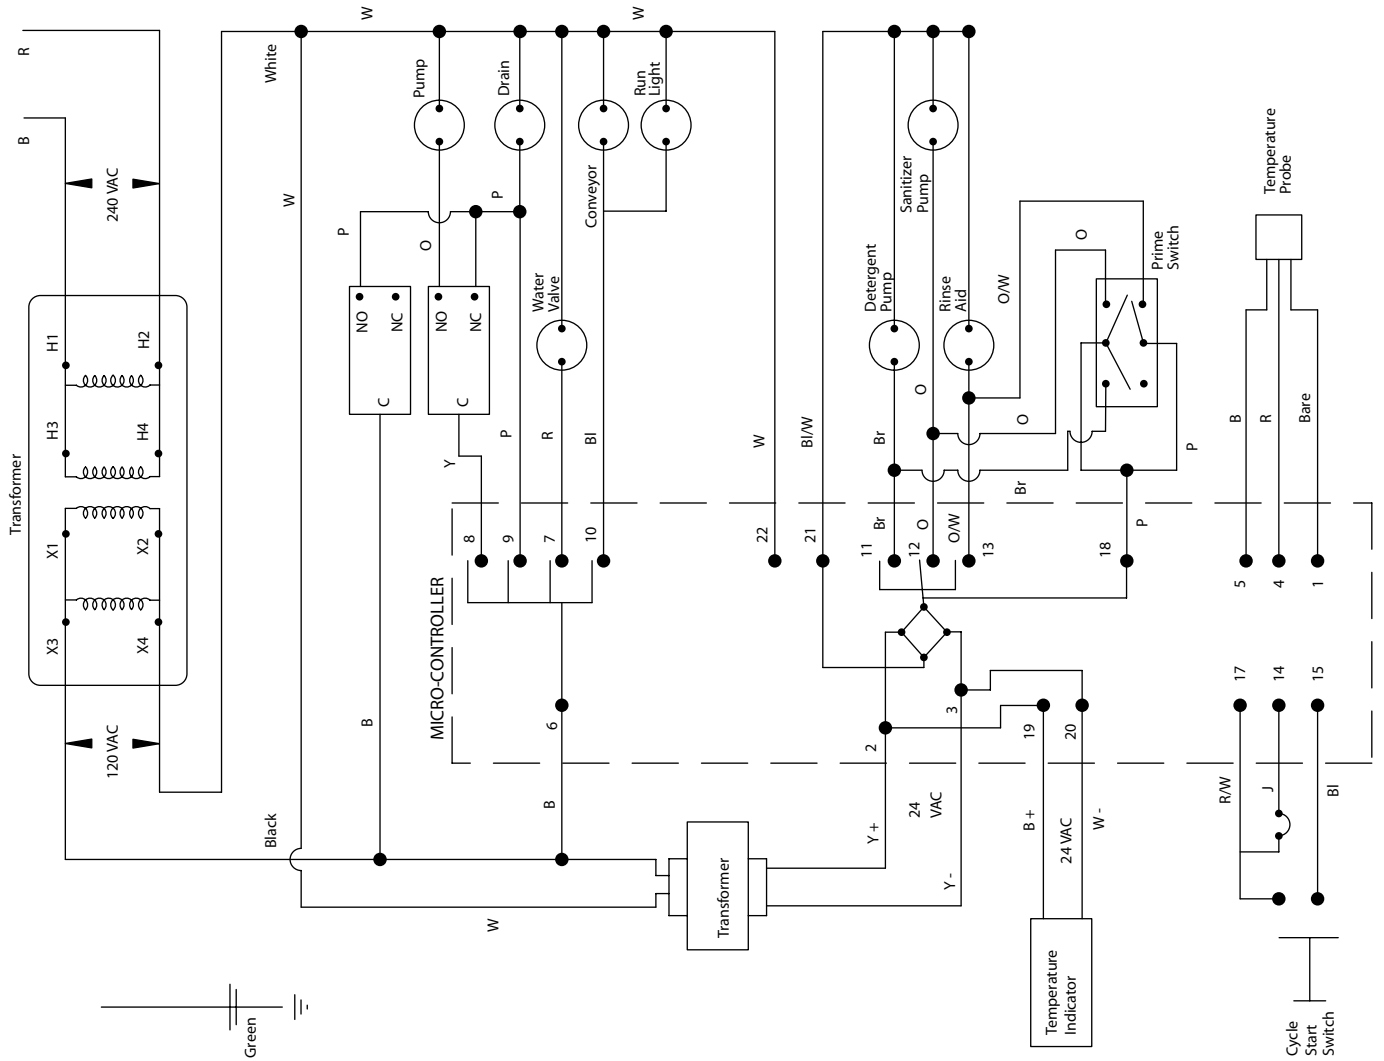 R
B
240 VAC
H1
H2
H3
H4
Transformer
X1
X2
X3
X4
120 VAC
White
W
W
W
Black
Green
Pump
Drain
Run
Light
Conveyor
P
P
O
NO
NC
C
NO
NC
C
Water
Valve
Y
P
R
Bl
W
Bl/W
B
MICRO-CONTROLLER
8
9
7
10
22
21
6
B
W
Transformer
Sanitizer
Pump
Detergent
Pump
Rinse
Aid
O/W
O
Prime
Switch
Br
O
O
Br
P
Br
O
O/W
P
11
12
13
18
2
3
19
20
Y +
24
VAC
Y -
B +
24 VAC
W -
Temperature
Indicator
Temperature
Probe
B
R
Bare
5
4
1
17
14
15
R/W
J
Bl
Cycle
Start
Switch